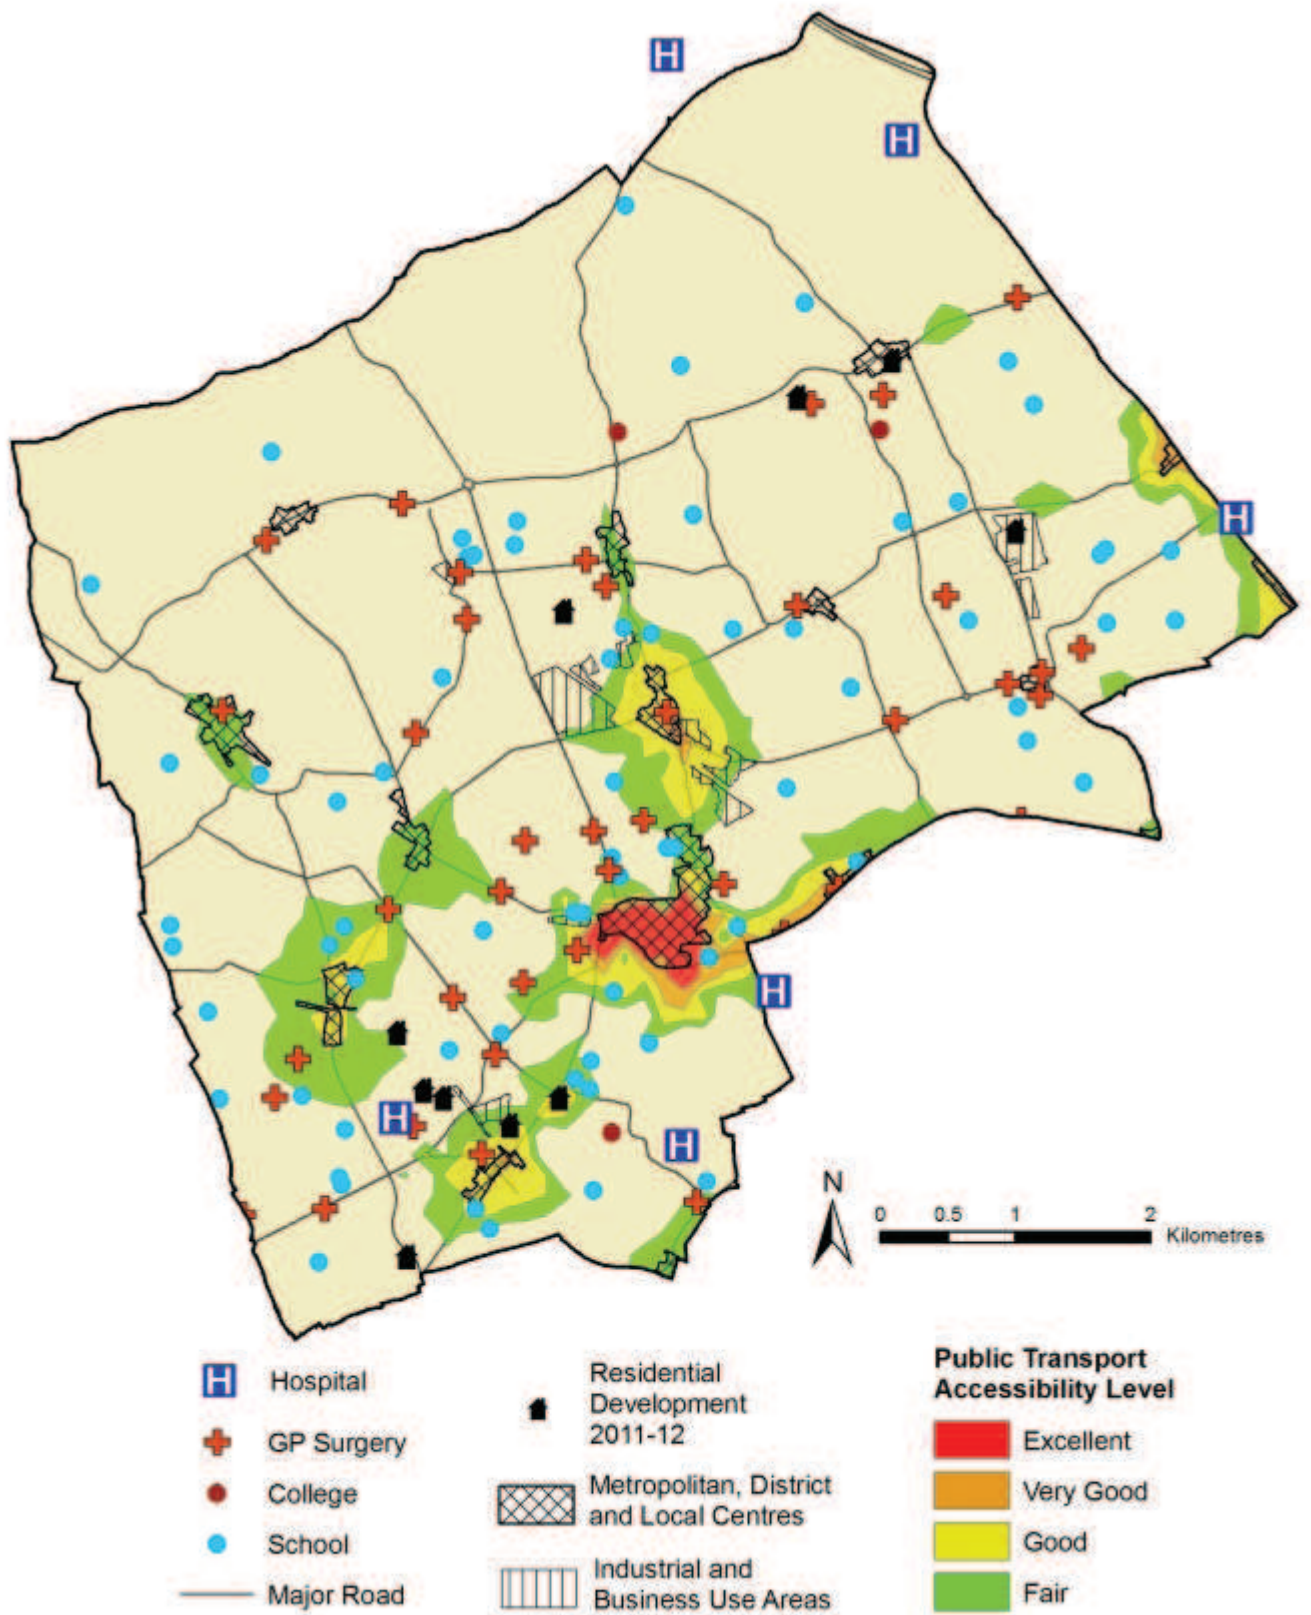 H
H
H
H
H
H
N
0 0.5 1 2
Kilometres
H Hospital
GP Surgery
College
School
Major Road
Residential
Development
2011-12
Metropolitan, District
and Local Centres
Industrial and
Business Use Areas
Public Transport
Accessibility Level
Excellent
Very Good
Good
Fair